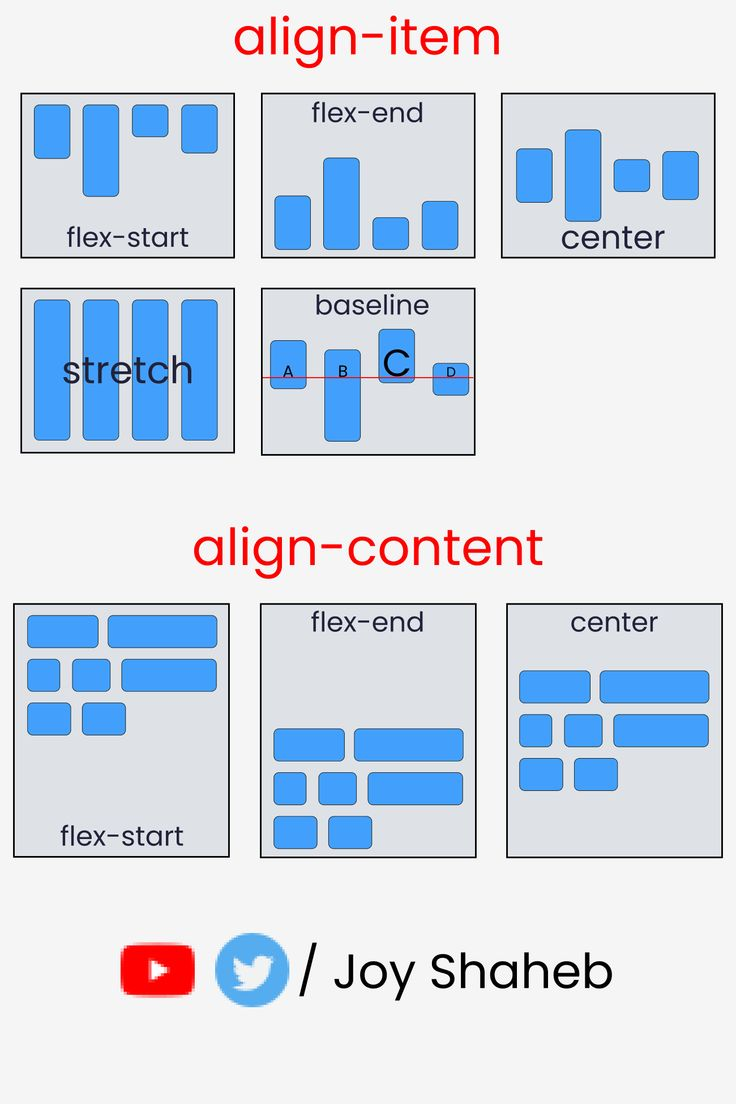 align-item
flex-start
flex-end
center
stretch
baseline
A
B
C
D
align-content
flex-start
flex-end
center
/ Joy Shaheb